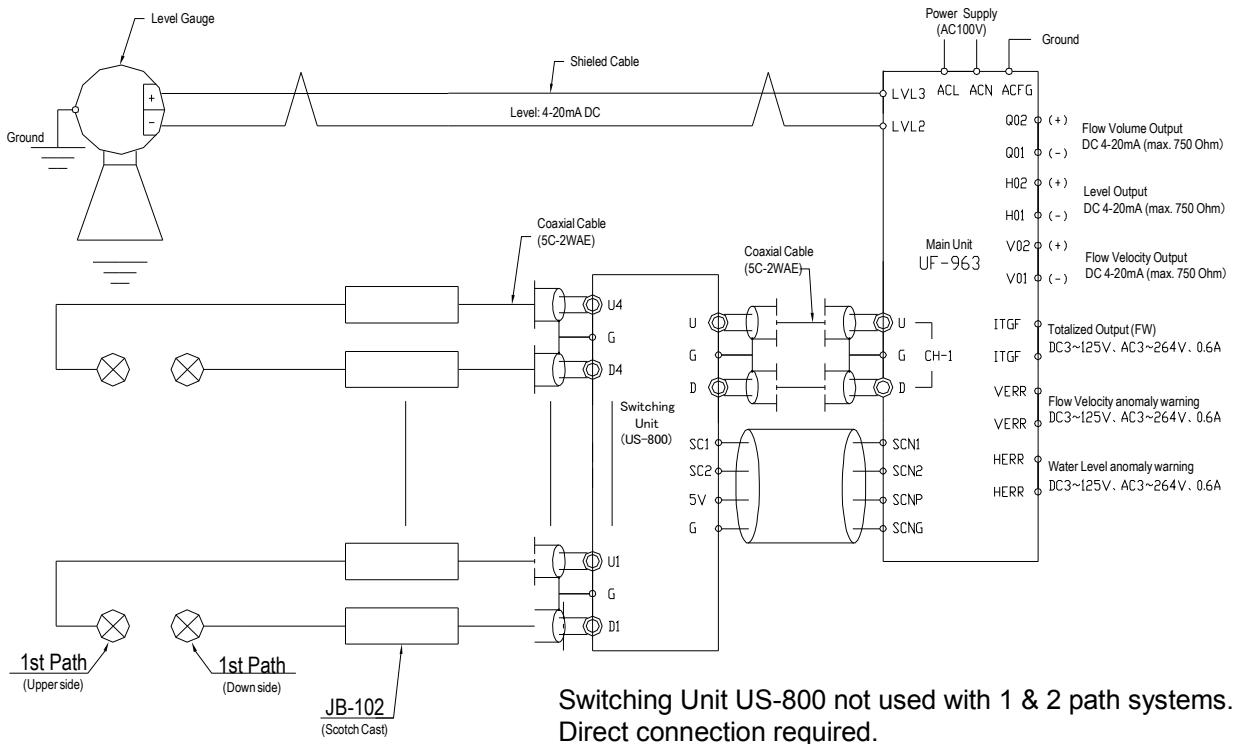 Level Gauge
Power Supply
(AC100V)
Ground
Shielded Cable
+
−
LVL3
ACL
ACN
ACFG
Level: 4-20mA DC
LVL2
Ground
Q02 (+)
Flow Volume Output
DC 4-20mA (max. 750 Ohm)
Q01 (-)
H02 (+)
Level Output
DC 4-20mA (max. 750 Ohm)
H01 (-)
Coaxial Cable
(5C-2WAE)
Coaxial Cable
(5C-2WAE)
Main Unit
UF-963
V02 (+)
Flow Velocity Output
DC 4-20mA (max. 750 Ohm)
V01 (-)
U4
G
D4
U
G
D
U
G
D
CH-1
ITGF
Totalized Output (FW)
DC3~125V、AC3~264V、0.6A
ITGF
VERR
Flow Velocity anomaly warning
DC3~125V、AC3~264V、0.6A
VERR
HERR
Water Level anomaly warning
DC3~125V、AC3~264V、0.6A
HERR
Switching
Unit
(US-800)
SC1
SC2
5V
G
SCN1
SCN2
SCNP
SCNG
U1
G
D1
1st Path
(Upper side)
1st Path
(Down side)
JB-102
(Scotch Cast)
Switching Unit US-800 not used with 1 & 2 path systems.
Direct connection required.